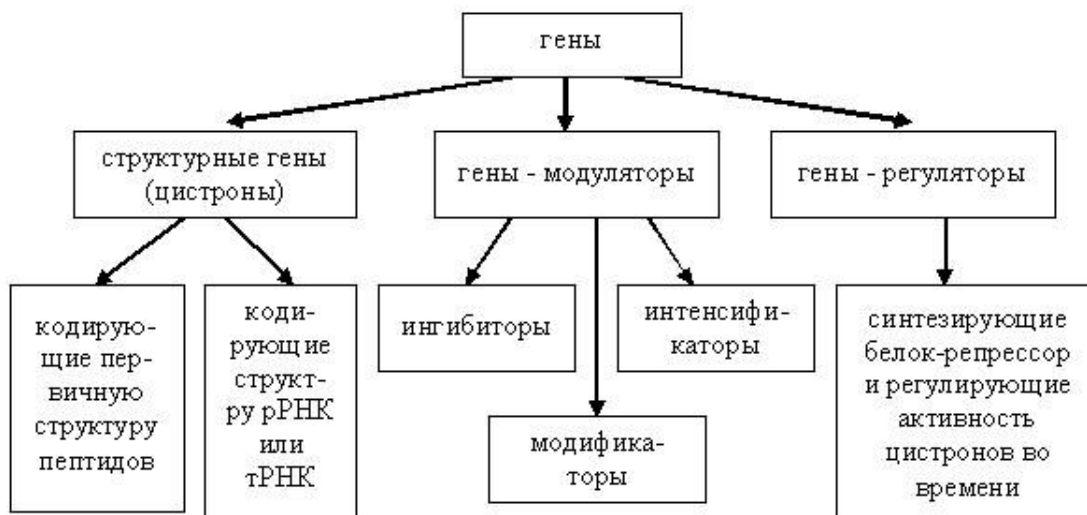 гены
структурные гены
(цистроны)
гены - модуляторы
гены - регуляторы
кодирую-
щие пер-
вичную
структуру
пептидов
коди-
рующие
структ-
ру рРНК
или
тРНК
ингибиторы
интенсифи-
каторы
модифика-
торы
синтезирующие
белок-репрессор
и регулирующие
активность
цистронов во
времени